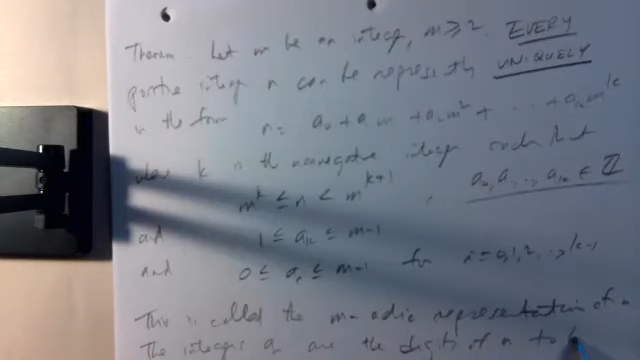 Theorem. Let m be an integer, m ≥ 2. EVERY
positive integer n can be represented UNIQUELY
in the form n = a₀ + a₁m + a₂m² + ... + aₖmᵏ
where k is the nonnegative integer such that
mᵏ ≤ n < mᵏ⁺¹, a₀, a₁, ..., aₖ ∈ ℤ
and 1 ≤ aₖ ≤ m-1
and 0 ≤ aᵢ ≤ m-1 for i = 0, 1, 2, ..., k-1
This is called the m-adic representation of n
The integers are the digits of n to